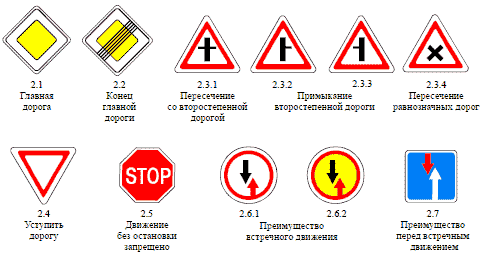 2.1
Главная
дорога
2.2
Конец
главной
дороги
2.3.1
Пересечение
со второстепенной
дорогой
2.3.2
2.3.3
Примыкание
второстепенной дороги
2.3.4
Пересечение
равнозначных дорог
2.4
Уступить
дорогу
STOP
2.5
Движение
без остановки
запрещено
2.6.1
2.6.2
Преимущество
встречного движения
2.7
Преимущество
перед встречным
движением